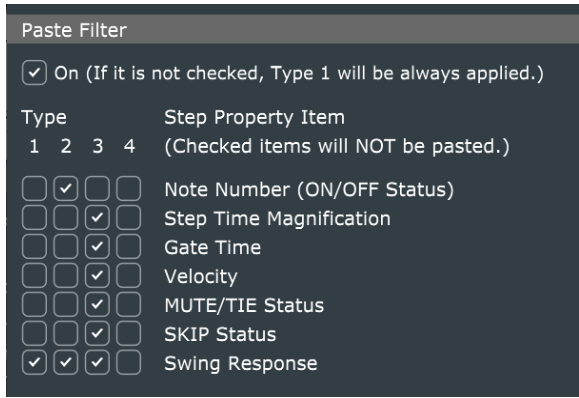 Paste Filter
On (If it is not checked, Type 1 will be always applied.)
Type Step Property Item
1 2 3 4 (Checked items will NOT be pasted.)
Note Number (ON/OFF Status)
Step Time Magnification
Gate Time
Velocity
MUTE/TIE Status
SKIP Status
Swing Response